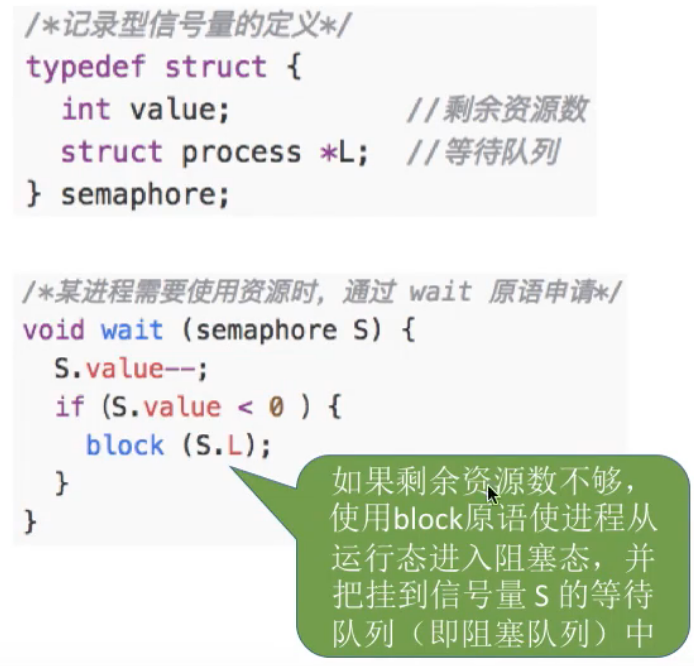 /*记录型信号量的定义*/
typedef struct {
  int value;          //剩余资源数
  struct process *L;  //等待队列
} semaphore;
/*某进程需要使用资源时，通过 wait 原语申请*/
void wait (semaphore S) {
  S.value--;
  if (S.value < 0 ) {
    block (S.L);
  }
}
如果剩余资源数不够，
使用block原语使进程从
运行态进入阻塞态，并
把挂到信号量 S 的等待
队列（即阻塞队列）中